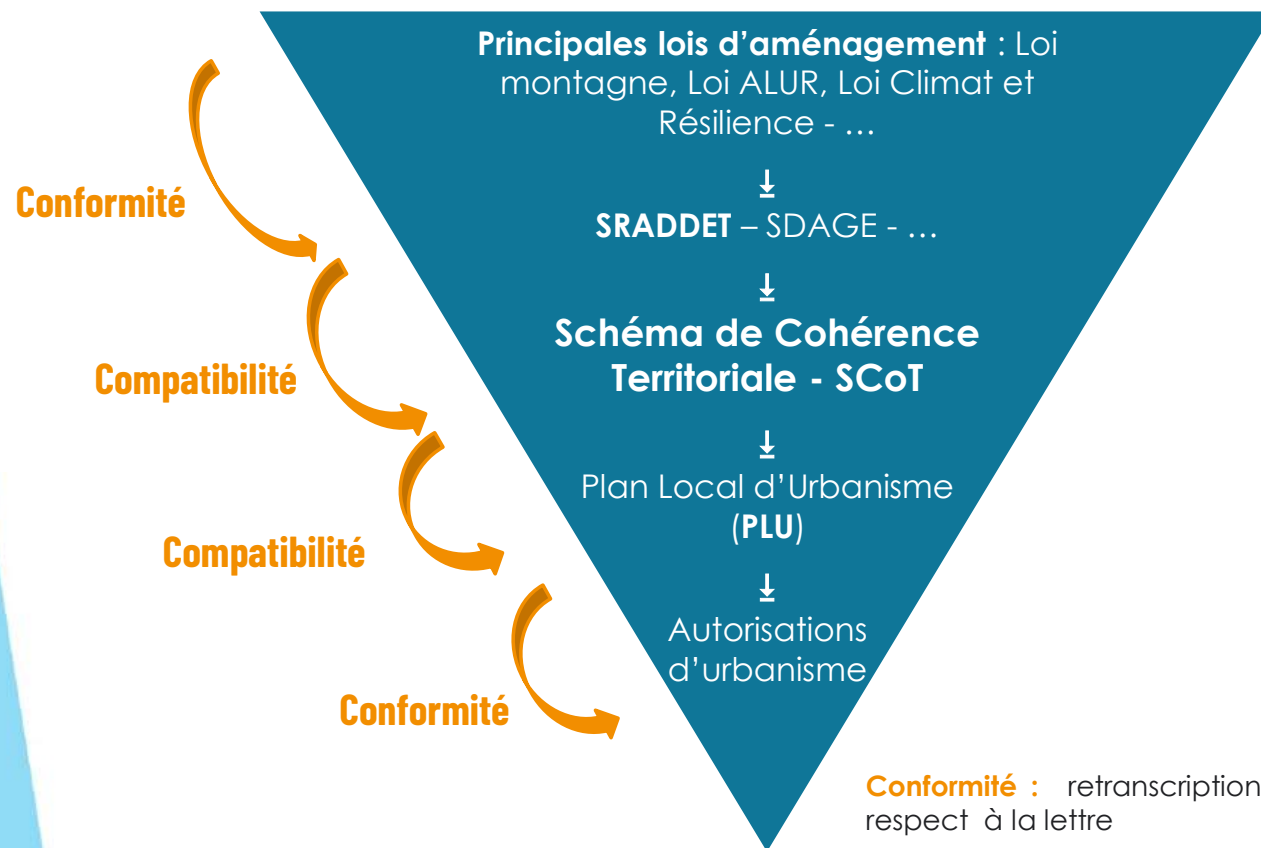 Principales lois d'aménagement : Loi
montagne, Loi ALUR, Loi Climat et
Résilience - …
Conformité
SRADDET – SDAGE - …
Schéma de Cohérence
Territoriale - SCoT
Compatibilité
Plan Local d'Urbanisme
(PLU)
Compatibilité
Autorisations
d'urbanisme
Conformité
Conformité : retranscription
respect à la lettre